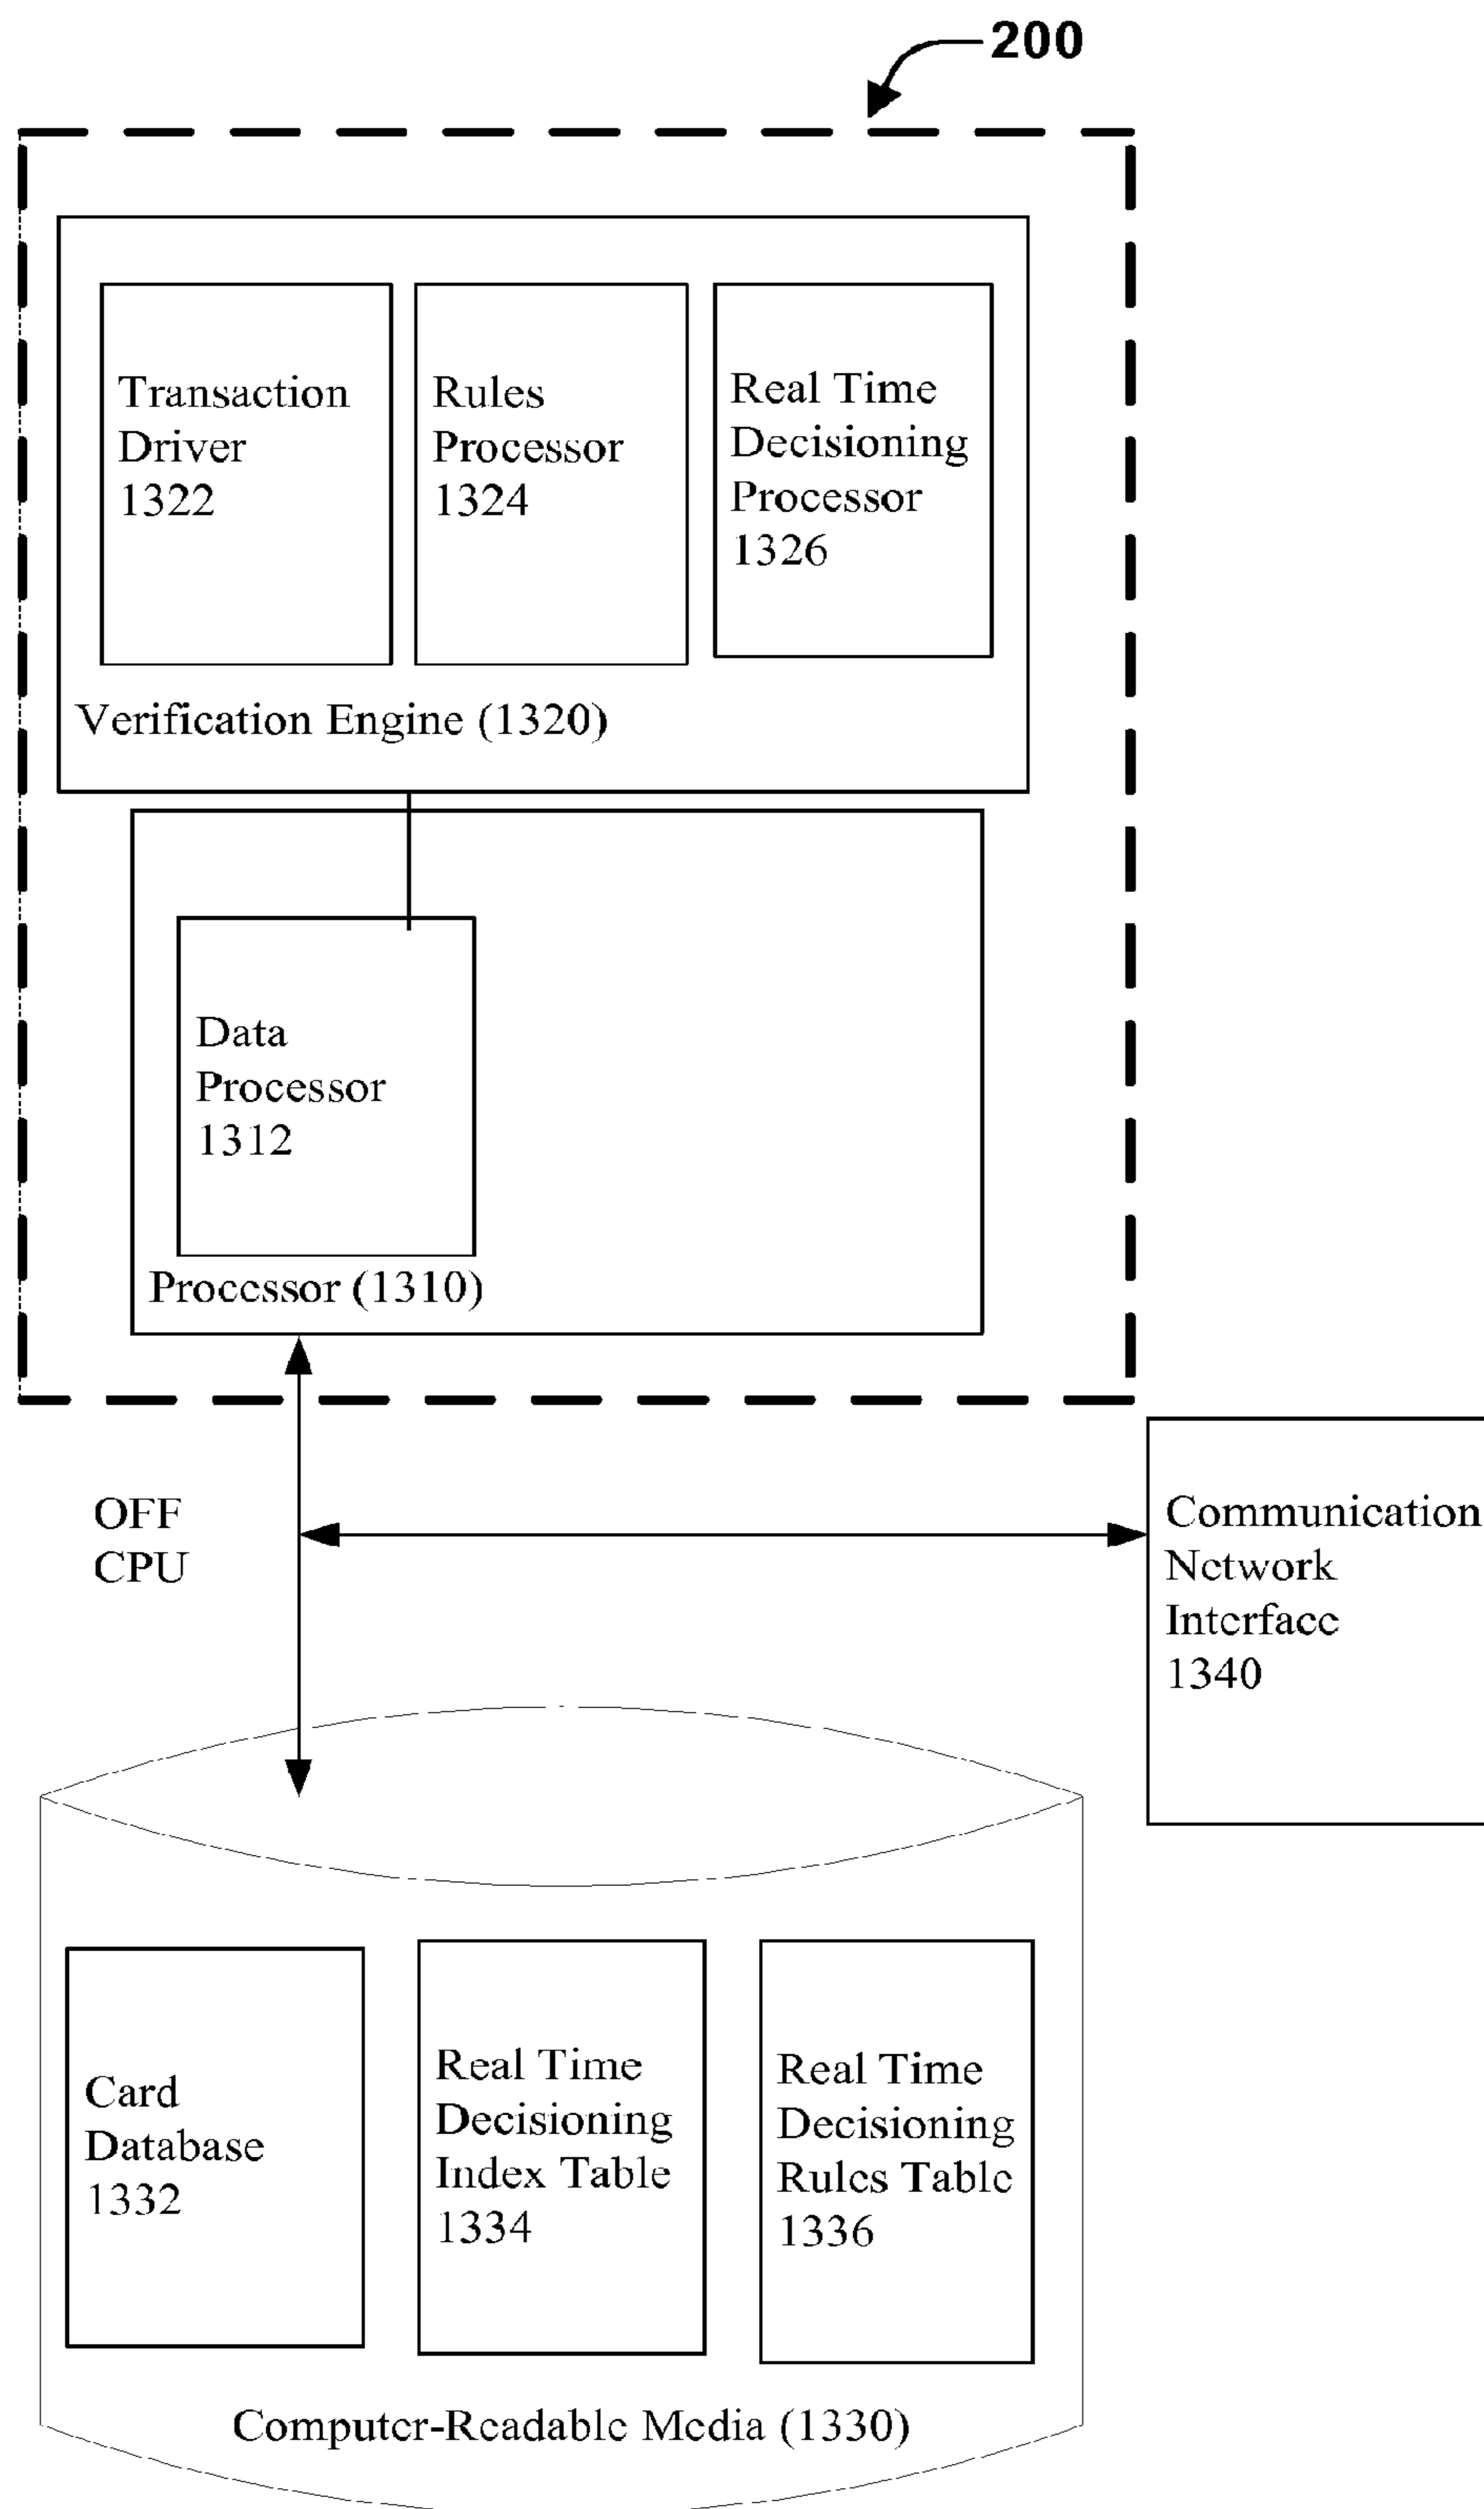 200
Transaction
Driver
1322
Rules
Processor
1324
Real Time
Decisioning
Processor
1326
Verification Engine (1320)
Data
Processor
1312
Processor (1310)
OFF
CPU
Communication
Network
Interface
1340
Card
Database
1332
Real Time
Decisioning
Index Table
1334
Real Time
Decisioning
Rules Table
1336
Computer-Readable Media (1330)